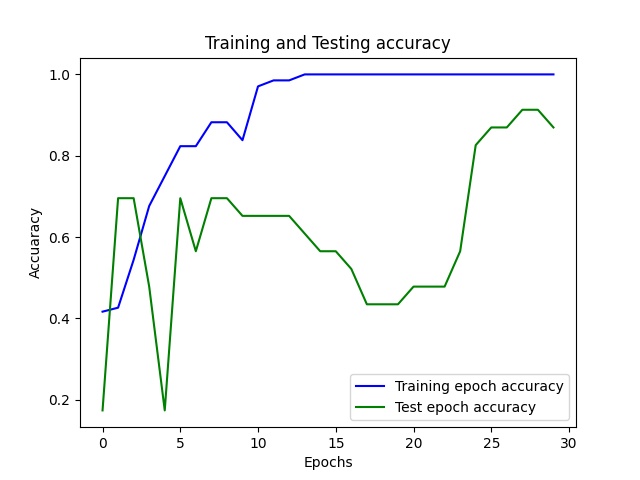 Training and Testing accuracy
1.0
0.8
0.6
0.4
0.2
Accuaracy
0
5
10
15
20
25
30
Epochs
Training epoch accuracy
Test epoch accuracy